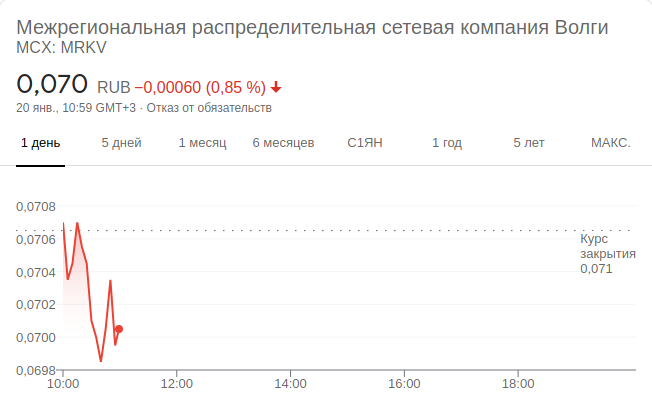 Межрегиональная распределительная сетевая компания Волги
MCX: MRKV
0,070 RUB −0,00060 (0,85 %)
20 янв., 10:59 GMT+3 · Отказ от обязательств
1 день 5 дней 1 месяц 6 месяцев С1ЯН 1 год 5 лет МАКС.
0,0708
0,0706
Курс
закрытия
0,071
0,0704
0,0702
0,0700
0,0698
10:00 12:00 14:00 16:00 18:00